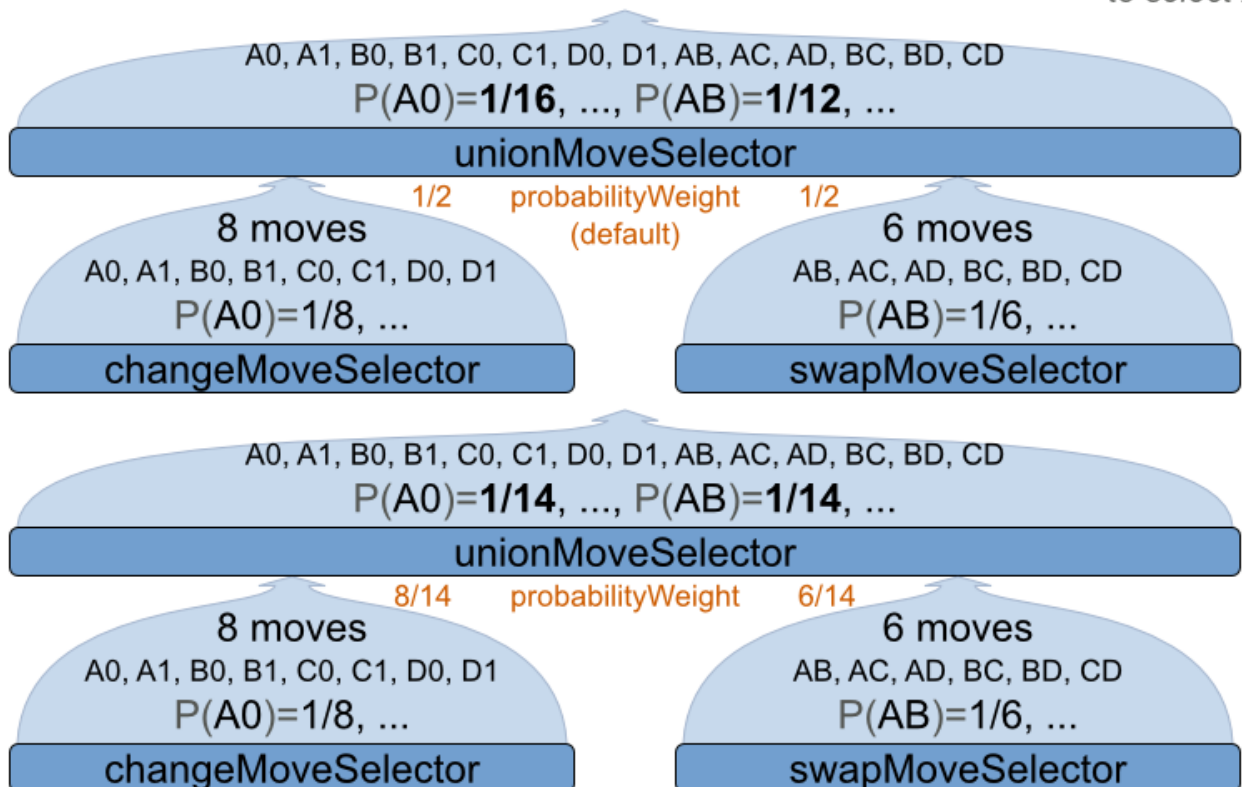 to select
A0, A1, B0, B1, C0, C1, D0, D1, AB, AC, AD, BC, BD, CD
P(A0)=1/16, ..., P(AB)=1/12, ...
unionMoveSelector
1/2 probabilityWeight 1/2
(default)
8 moves 6 moves
A0, A1, B0, B1, C0, C1, D0, D1 AB, AC, AD, BC, BD, CD
P(A0)=1/8, ... P(AB)=1/6, ...
changeMoveSelector swapMoveSelector
A0, A1, B0, B1, C0, C1, D0, D1, AB, AC, AD, BC, BD, CD
P(A0)=1/14, ..., P(AB)=1/14, ...
unionMoveSelector
8/14 probabilityWeight 6/14
8 moves 6 moves
A0, A1, B0, B1, C0, C1, D0, D1 AB, AC, AD, BC, BD, CD
P(A0)=1/8, ... P(AB)=1/6, ...
changeMoveSelector swapMoveSelector